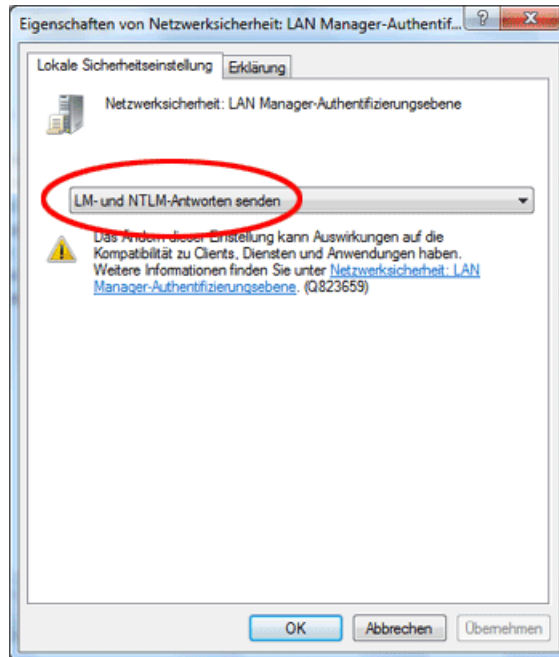 Eigenschaften von Netzwerksicherheit: LAN Manager-Authentif...
Lokale Sicherheitseinstellung
Erklärung
Netzwerksicherheit: LAN Manager-Authentifizierungsebene
LM- und NTLM-Antworten senden
Das Ändern dieser Einstellung kann Auswirkungen auf die
Kompatibilität zu Clients, Diensten und Anwendungen haben.
Weitere Informationen finden Sie unter Netzwerksicherheit: LAN
Manager-Authentifizierungsebene. (Q823659)
OK
Abbrechen
Übernehmen